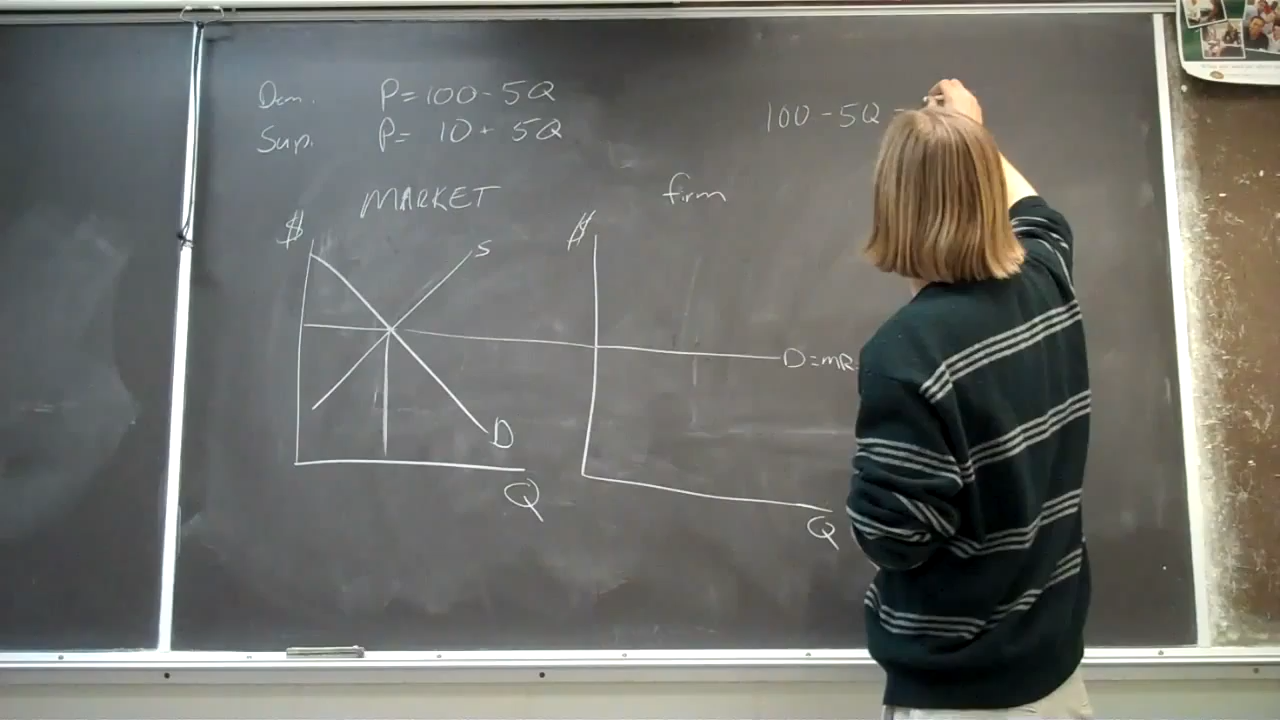 Dem. P=100-5Q
Sup. P= 10+ 5Q
100-5Q
MARKET
firm
$
S
D
Q
$
D=MR
Q